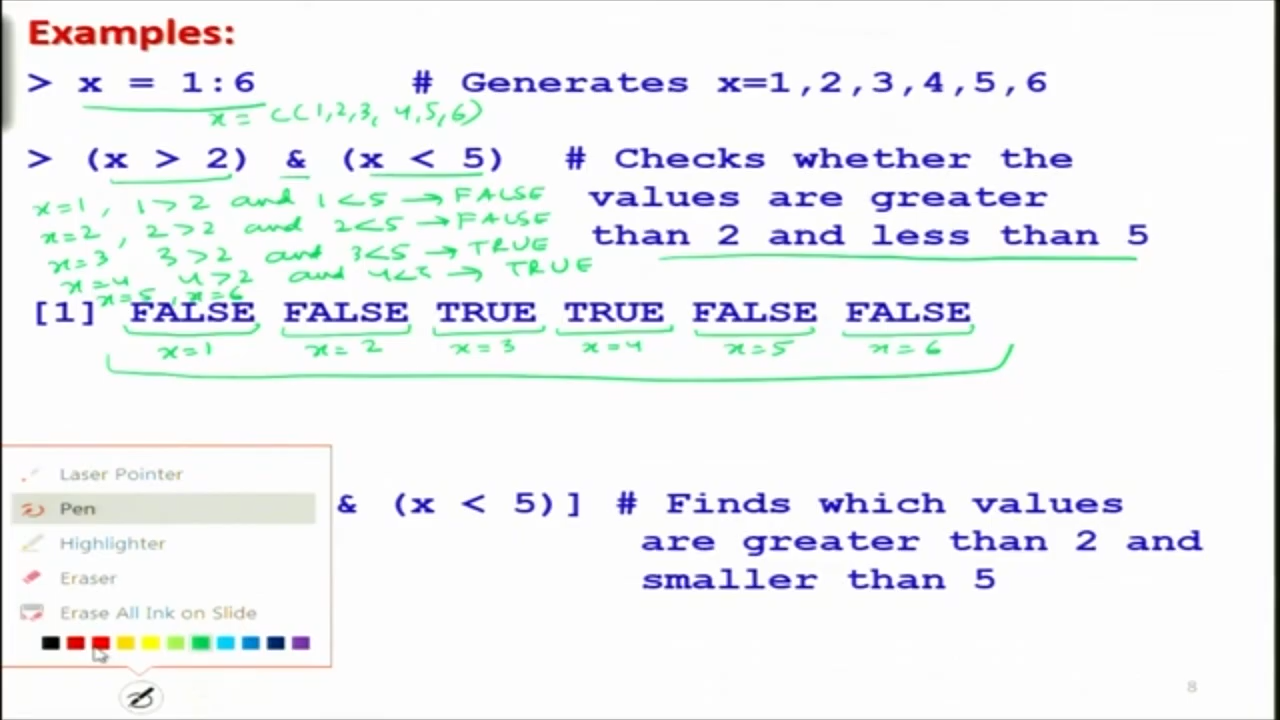 Examples:
> x = 1:6 # Generates x=1,2,3,4,5,6
x = c(1,2,3, 4,5,6)
> (x > 2) & (x < 5) # Checks whether the
values are greater
than 2 and less than 5
x=1, 1>2 and 1<5 → FALSE
x=2, 2>2 and 2<5 → FALSE
x=3 3>2 and 3<5 → TRUE
x=4 4>2 and 4<5 → TRUE
x=5, x=6
[1] FALSE FALSE TRUE TRUE FALSE FALSE
x=1 x=2 x=3 x=4 x=5 x=6
Laser Pointer
Pen
Highlighter
Eraser
Erase All Ink on Slide
& (x < 5)] # Finds which values
are greater than 2 and
smaller than 5
8